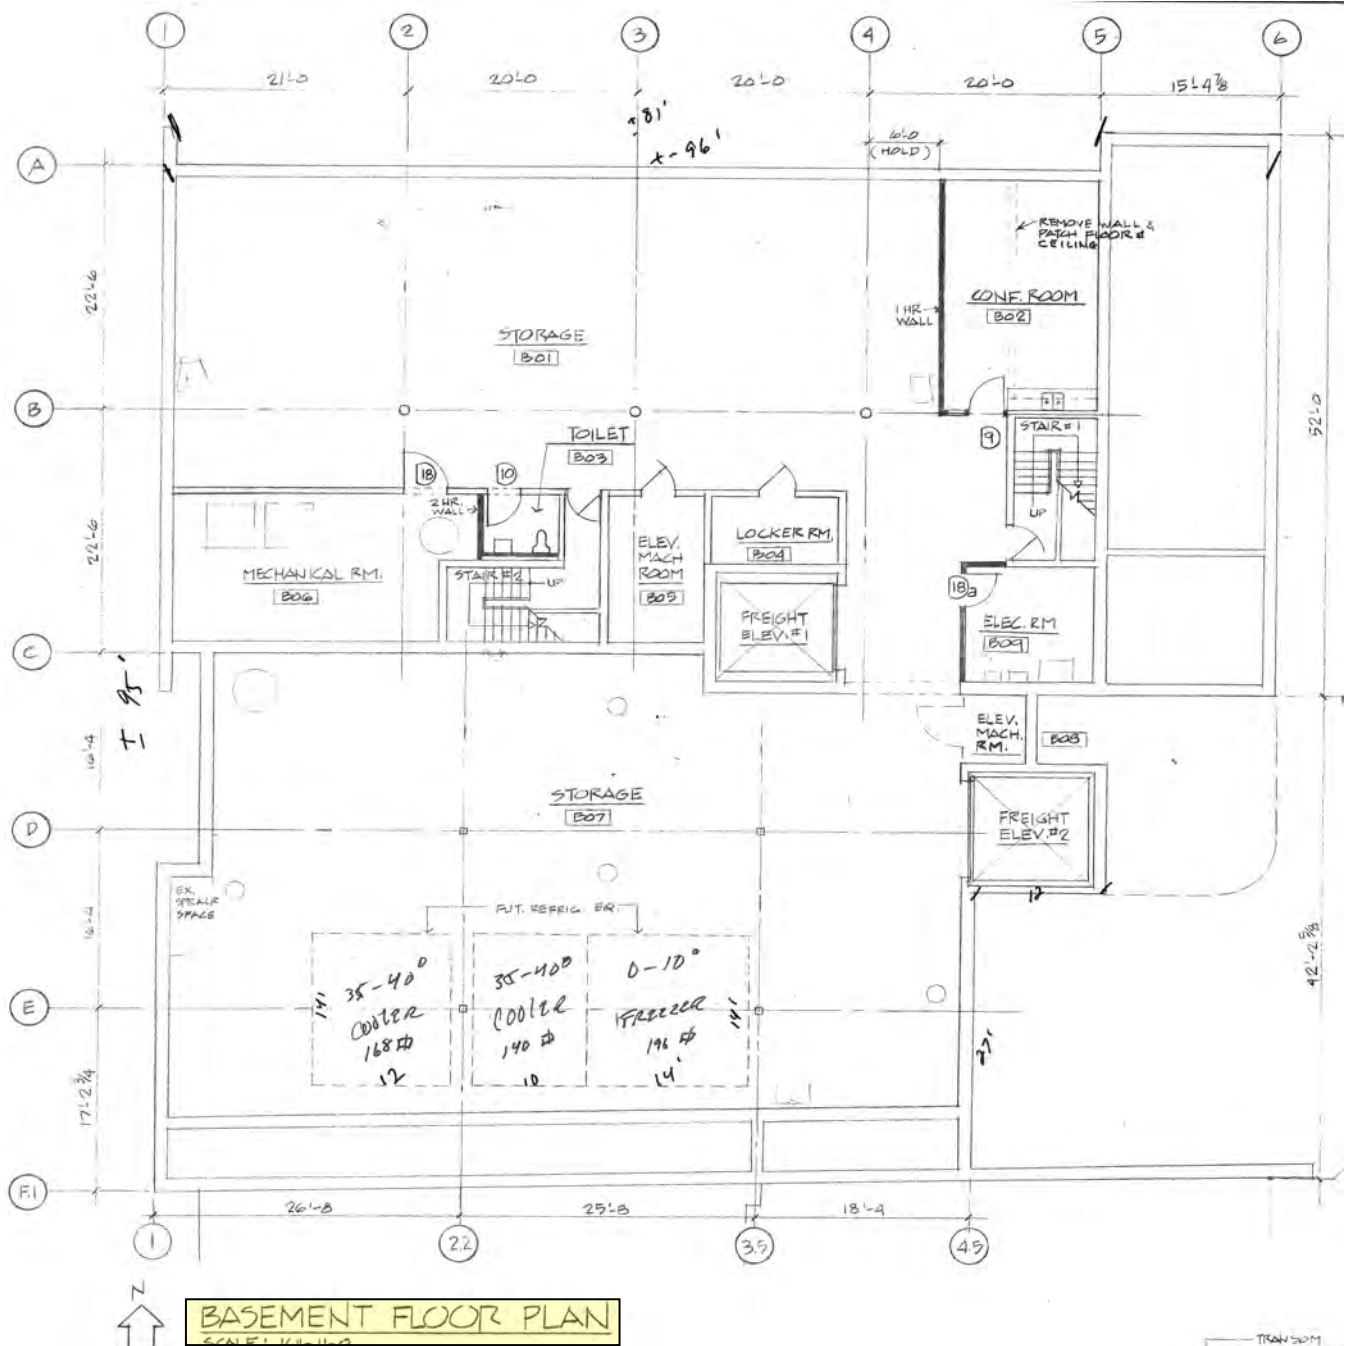 1 2 3 4 5 6
21'-0 20'-0 20'-0 20'-0 15'-4 7/8
± 81'
± 96'
6'-0
(HOLD)
A
REMOVE WALL &
PATCH FLOOR &
CEILING
22'-6
CONF. ROOM
B02
1 HR
WALL
STORAGE
B01
B
52'-0
TOILET
B03
STAIR #1
9
18
10
2 HR.
WALL
UP
22'-6
ELEV.
MACH
ROOM
B05
LOCKER RM.
B04
MECHANICAL RM.
B06
STAIR #2
UP
18a
FREIGHT
ELEV. #1
ELEC. RM
B09
C
± 95'
16'-4
ELEV.
MACH.
RM.
B08
STORAGE
B07
D
FREIGHT
ELEV. #2
12
EX.
SPACE
16'-4
FUT. REFRIG. EQ.
42'-2 5/8
35-40°
COOLER
168
12
14'
35-40°
COOLER
140
10
0-10°
FREEZER
196
14'
14'
E
27'
17'-2 3/4
F.1
26'-8 25'-8 18'-4
1 2.2 3.5 4.5
N
BASEMENT FLOOR PLAN
TRANSOM